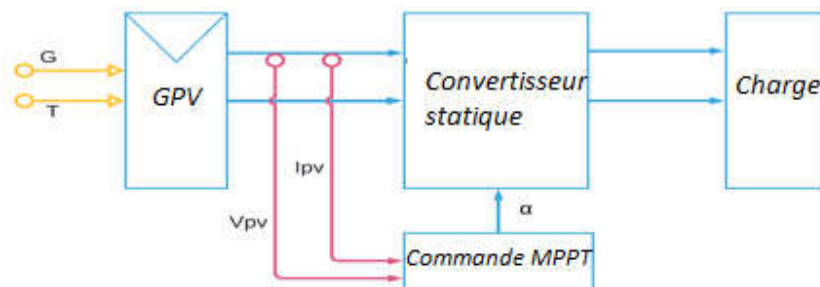 G
T
GPV
Convertisseur
statique
Charge
Ipv
Vpv
α
Commande MPPT